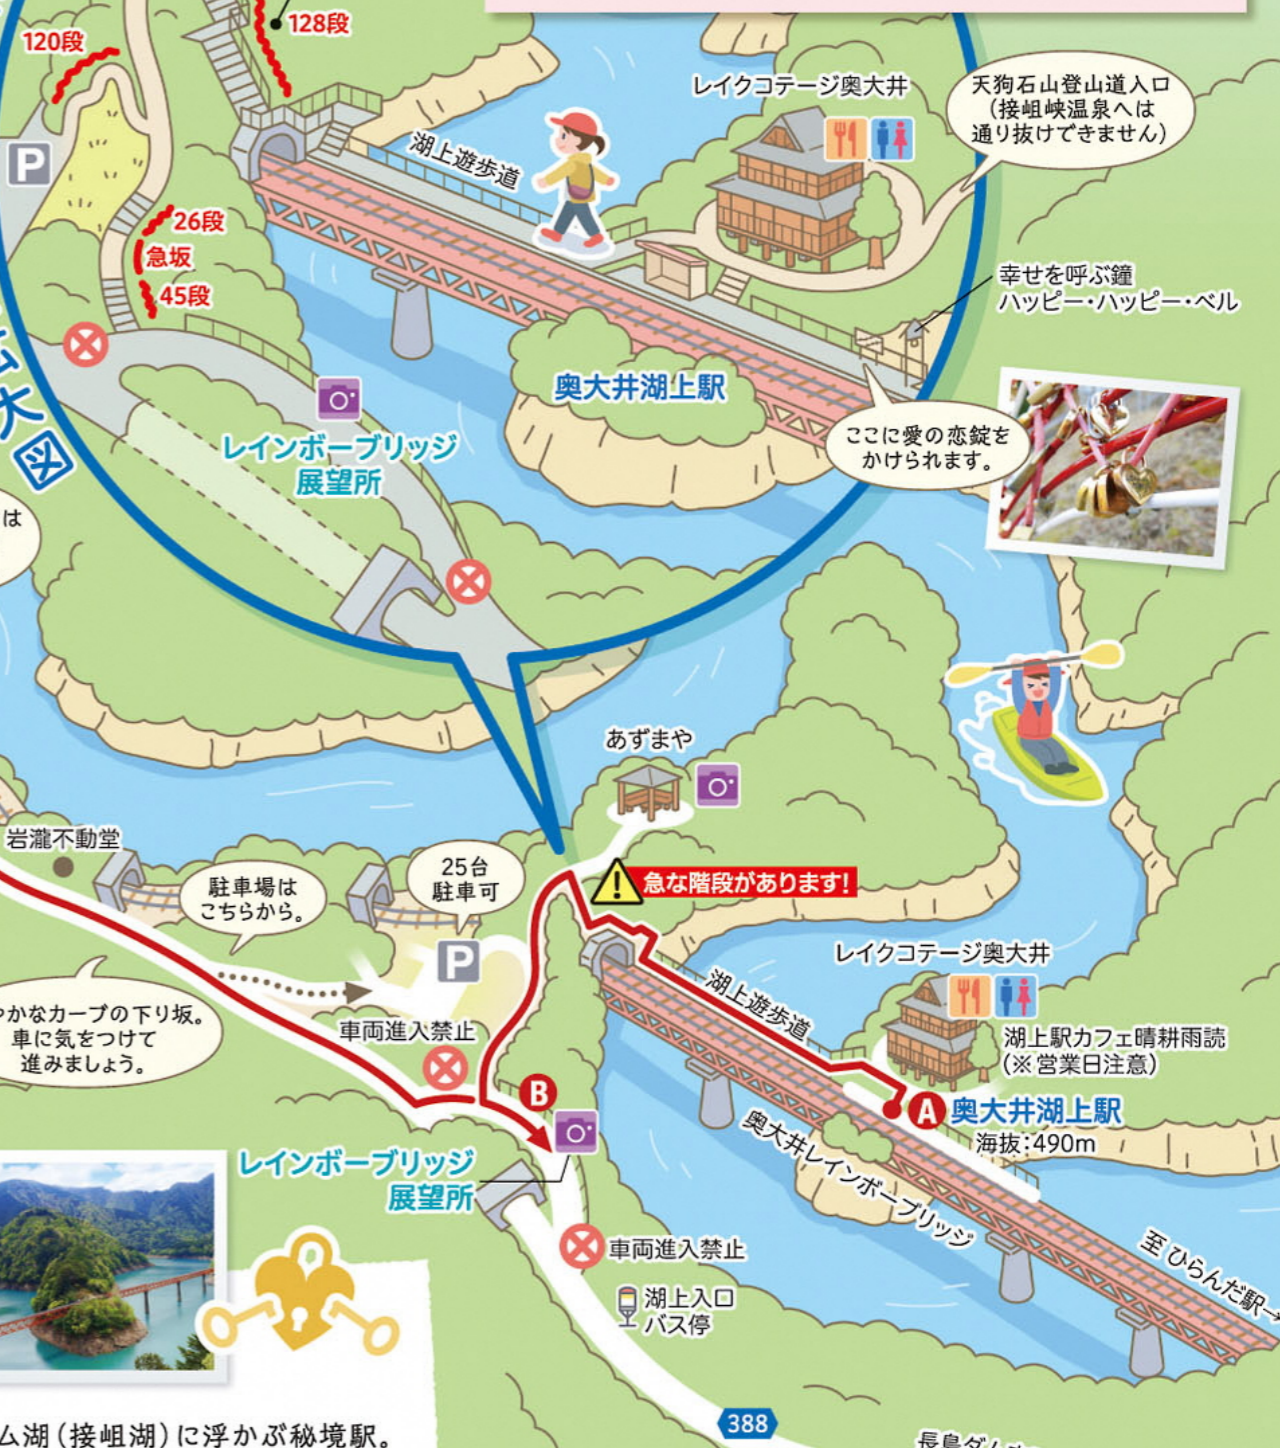 120段
128段
P
26段
急坂
45段
湖上遊歩道
レイクコテージ奥大井
天狗石山登山道入口
(接岨峡温泉へは
通り抜けできません)
幸せを呼ぶ鐘
ハッピー・ハッピー・ベル
奥大井湖上駅
ここに愛の恋錠を
かけられます。
レインボーブリッジ
展望所
大図
は
あずまや
岩瀧不動堂
駐車場は
こちらから。
25台
駐車可
P
急な階段があります!
やかなカーブの下り坂。
車に気をつけて
進みましょう。
車両進入禁止
湖上遊歩道
レイクコテージ奥大井
湖上駅カフェ晴耕雨読
(※営業日注意)
A 奥大井湖上駅
海抜:490m
B
レインボーブリッジ
展望所
奥大井レインボーブリッジ
至 ひらんだ駅→
車両進入禁止
湖上入口
バス停
388
ム湖(接岨湖)に浮かぶ秘境駅。